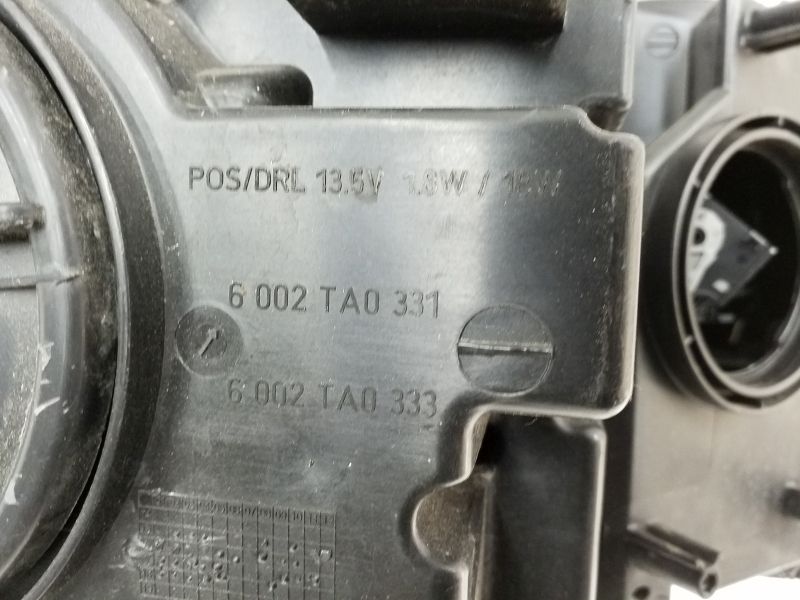 POS/DRL 13.5V 1.8W / 18W
6 002 TA0 331
6 002 TA0 333